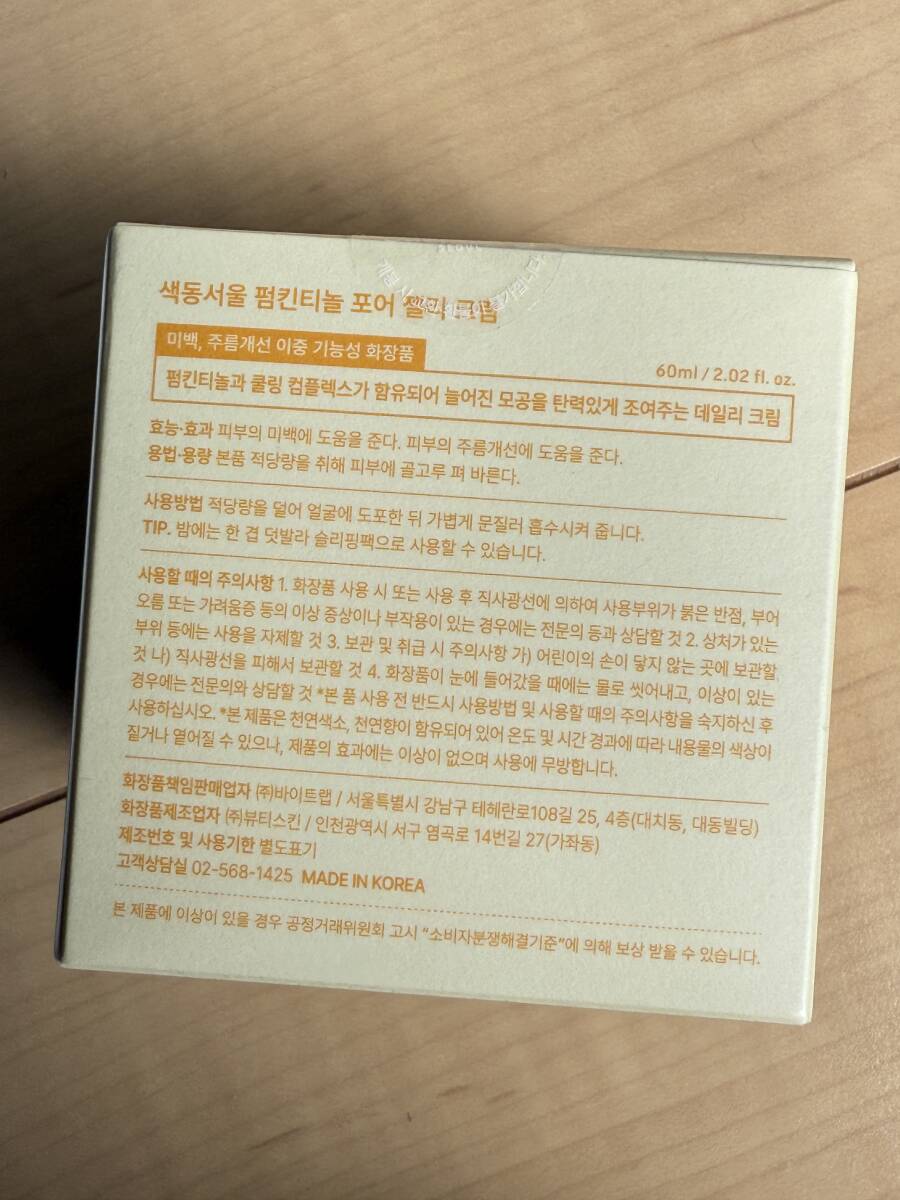 SEOUL
색동서울 펌킨티놀 포어 젤리 크림
미백, 주름개선 이중 기능성 화장품
60ml / 2.02 fl. oz.
펌킨티놀과 쿨링 컴플렉스가 함유되어 늘어진 모공을 탄력있게 조여주는 데일리 크림
효능·효과 피부의 미백에 도움을 준다. 피부의 주름개선에 도움을 준다.
용법·용량 본품 적당량을 취해 피부에 골고루 펴 바른다.
사용방법 적당량을 덜어 얼굴에 도포한 뒤 가볍게 문질러 흡수시켜 줍니다.
TIP. 밤에는 한 겹 덧발라 슬리핑팩으로 사용할 수 있습니다.
사용할 때의 주의사항 1. 화장품 사용 시 또는 사용 후 직사광선에 의하여 사용부위가 붉은 반점, 부어
오름 또는 가려움증 등의 이상 증상이나 부작용이 있는 경우에는 전문의 등과 상담할 것 2. 상처가 있는
부위 등에는 사용을 자제할 것 3. 보관 및 취급 시 주의사항 가) 어린이의 손이 닿지 않는 곳에 보관할
것 나) 직사광선을 피해서 보관할 것 4. 화장품이 눈에 들어갔을 때에는 물로 씻어내고, 이상이 있는
경우에는 전문의와 상담할 것 *본 품 사용 전 반드시 사용방법 및 사용할 때의 주의사항을 숙지하신 후
사용하십시오. *본 제품은 천연색소, 천연향이 함유되어 있어 온도 및 시간 경과에 따라 내용물의 색상이
짙거나 옅어질 수 있으나, 제품의 효과에는 이상이 없으며 사용에 무방합니다.
화장품책임판매업자 ㈜바이트랩 / 서울특별시 강남구 테헤란로108길 25, 4층(대치동, 대동빌딩)
화장품제조업자 ㈜뷰티스킨 / 인천광역시 서구 염곡로 14번길 27(가좌동)
제조번호 및 사용기한 별도표기
고객상담실 02-568-1425 MADE IN KOREA
본 제품에 이상이 있을 경우 공정거래위원회 고시 "소비자분쟁해결기준"에 의해 보상 받을 수 있습니다.